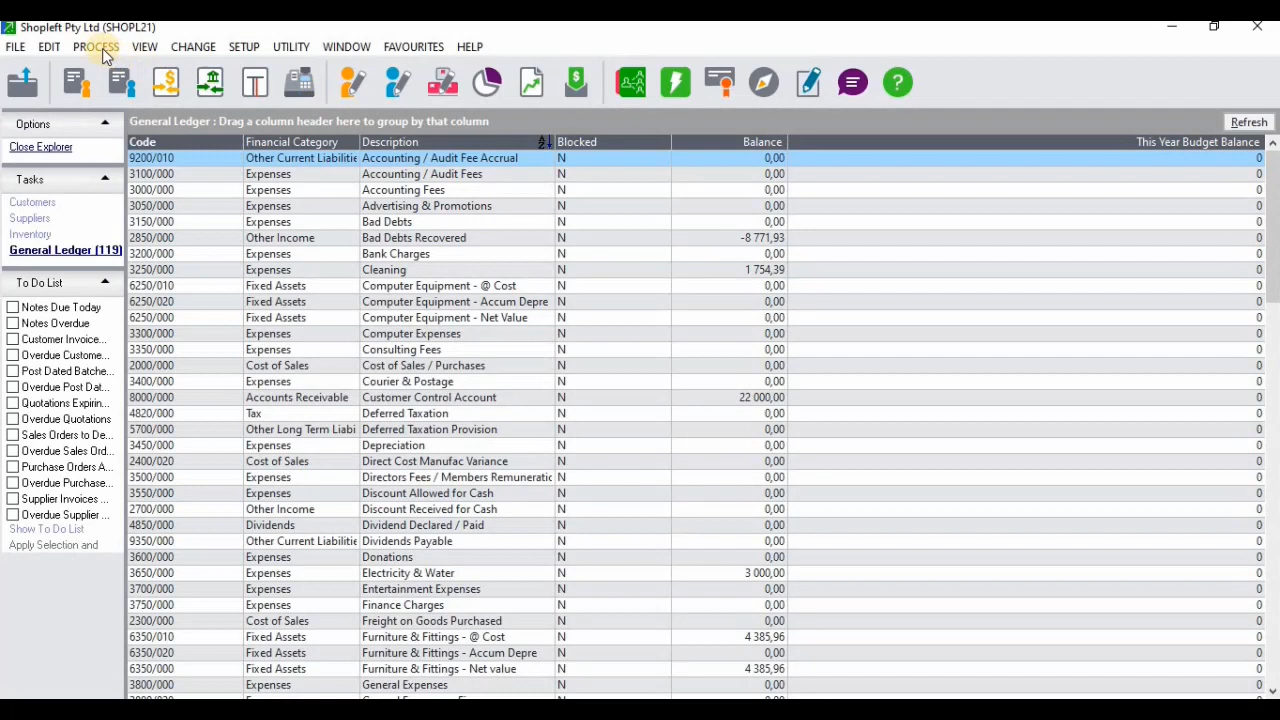 Shopleft Pty Ltd (SHOPL21)
FILE EDIT PROCESS VIEW CHANGE SETUP UTILITY WINDOW FAVOURITES HELP
Options
Close Explorer
Tasks
Customers
Suppliers
Inventory
General Ledger (119)
To Do List
Notes Due Today
Notes Overdue
Customer Invoice...
Overdue Custome...
Post Dated Batche...
Overdue Post Dat...
Quotations Expirin...
Overdue Quotations
Sales Orders to De...
Overdue Sales Ord...
Purchase Orders A...
Overdue Purchase...
Supplier Invoices ...
Overdue Supplier ...
Show To Do List
Apply Selection and
General Ledger : Drag a column header here to group by that column
Refresh
Code Financial Category Description Blocked Balance This Year Budget Balance
9200/010 Other Current Liabilitie Accounting / Audit Fee Accrual N 0,00 0
3100/000 Expenses Accounting / Audit Fees N 0,00 0
3000/000 Expenses Accounting Fees N 0,00 0
3050/000 Expenses Advertising & Promotions N 0,00 0
3150/000 Expenses Bad Debts N 0,00 0
2850/000 Other Income Bad Debts Recovered N -8 771,93 0
3200/000 Expenses Bank Charges N 0,00 0
3250/000 Expenses Cleaning N 1 754,39 0
6250/010 Fixed Assets Computer Equipment - @ Cost N 0,00 0
6250/020 Fixed Assets Computer Equipment - Accum Depre N 0,00 0
6250/000 Fixed Assets Computer Equipment - Net Value N 0,00 0
3300/000 Expenses Computer Expenses N 0,00 0
3350/000 Expenses Consulting Fees N 0,00 0
2000/000 Cost of Sales Cost of Sales / Purchases N 0,00 0
3400/000 Expenses Courier & Postage N 0,00 0
8000/000 Accounts Receivable Customer Control Account N 22 000,00 0
4820/000 Tax Deferred Taxation N 0,00 0
5700/000 Other Long Term Liabi Deferred Taxation Provision N 0,00 0
3450/000 Expenses Depreciation N 0,00 0
2400/020 Cost of Sales Direct Cost Manufac Variance N 0,00 0
3500/000 Expenses Directors Fees / Members Remuneratic N 0,00 0
3550/000 Expenses Discount Allowed for Cash N 0,00 0
2700/000 Other Income Discount Received for Cash N 0,00 0
4850/000 Dividends Dividend Declared / Paid N 0,00 0
9350/000 Other Current Liabilitie Dividends Payable N 0,00 0
3600/000 Expenses Donations N 0,00 0
3650/000 Expenses Electricity & Water N 3 000,00 0
3700/000 Expenses Entertainment Expenses N 0,00 0
3750/000 Expenses Finance Charges N 0,00 0
2300/000 Cost of Sales Freight on Goods Purchased N 0,00 0
6350/010 Fixed Assets Furniture & Fittings - @ Cost N 4 385,96 0
6350/020 Fixed Assets Furniture & Fittings - Accum Depre N 0,00 0
6350/000 Fixed Assets Furniture & Fittings - Net value N 4 385,96 0
3800/000 Expenses General Expenses N 0,00 0